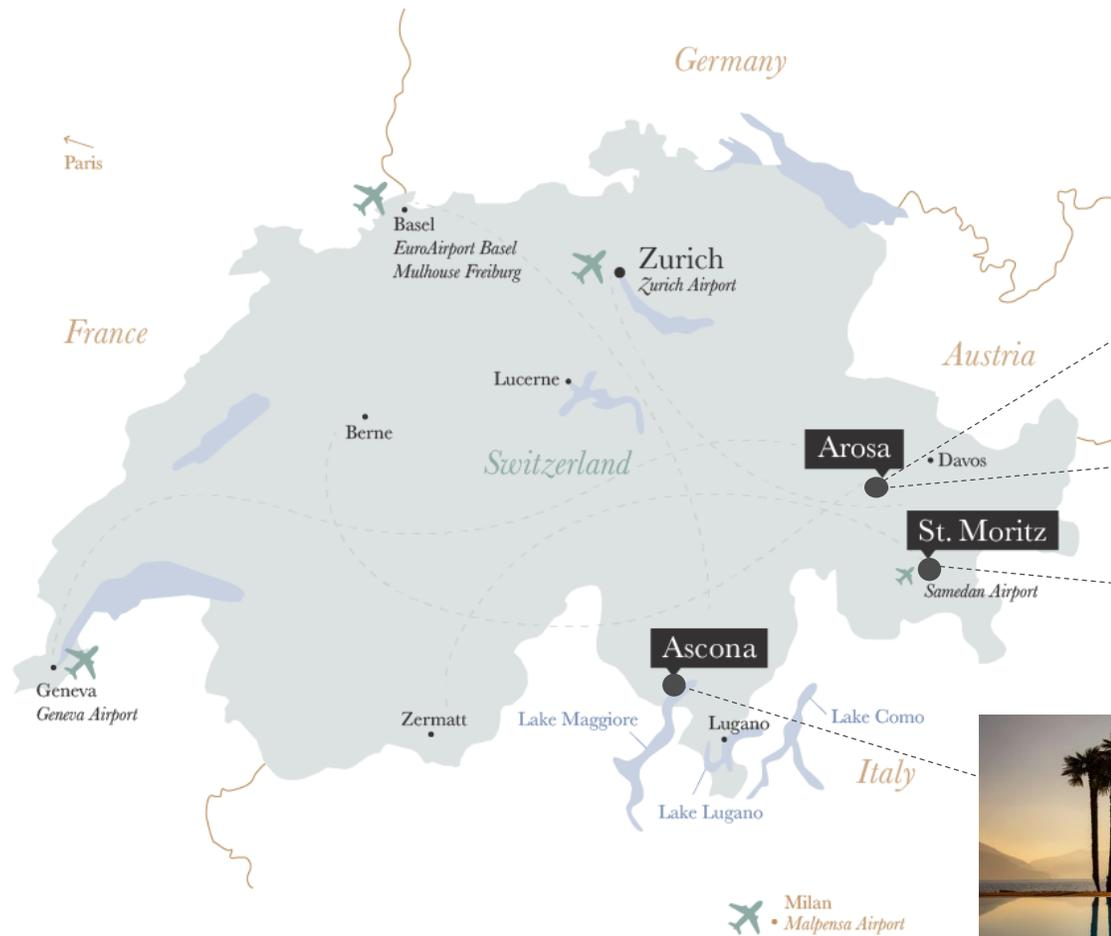 Germany
Paris
Basel
EuroAirport Basel
Mulhouse Freiburg
Zurich
Zurich Airport
France
Austria
Lucerne
Berne
Switzerland
Arosa
Davos
St. Moritz
Samedan Airport
Ascona
Geneva
Geneva Airport
Zermatt
Lake Maggiore
Lugano
Lake Como
Italy
Lake Lugano
Milan
Malpensa Airport